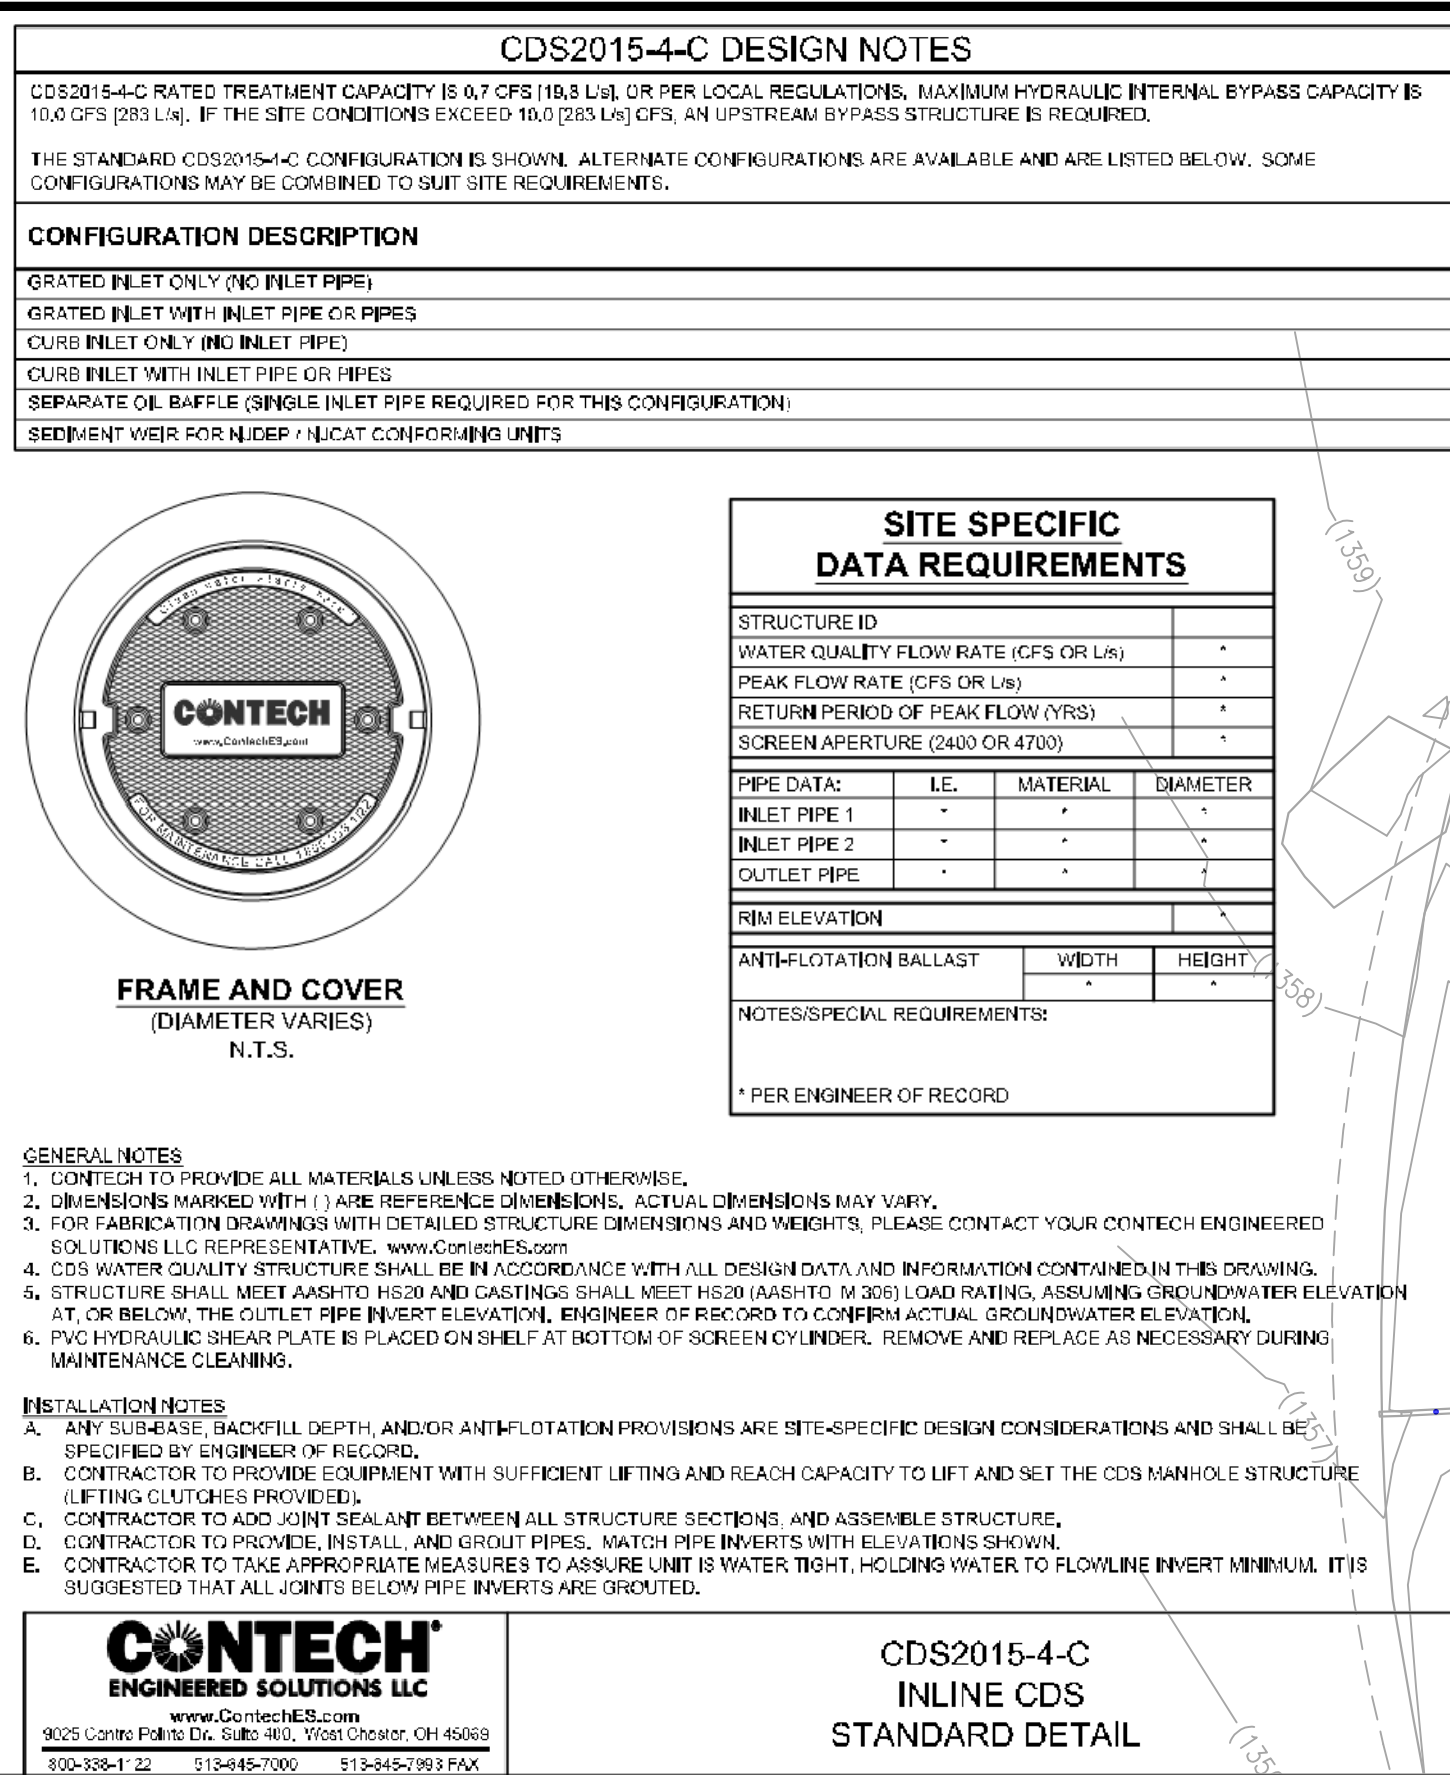 CDS2015-4-C DESIGN NOTES
CDS2015-4-C RATED TREATMENT CAPACITY IS 0.7 CFS [19.8 L/s], OR PER LOCAL REGULATIONS. MAXIMUM HYDRAULIC INTERNAL BYPASS CAPACITY IS
10.0 CFS [283 L/s]. IF THE SITE CONDITIONS EXCEED 10.0 [283 L/s] CFS, AN UPSTREAM BYPASS STRUCTURE IS REQUIRED.
THE STANDARD CDS2015-4-C CONFIGURATION IS SHOWN. ALTERNATE CONFIGURATIONS ARE AVAILABLE AND ARE LISTED BELOW. SOME
CONFIGURATIONS MAY BE COMBINED TO SUIT SITE REQUIREMENTS.
CONFIGURATION DESCRIPTION
GRATED INLET ONLY (NO INLET PIPE)
GRATED INLET WITH INLET PIPE OR PIPES
CURB INLET ONLY (NO INLET PIPE)
CURB INLET WITH INLET PIPE OR PIPES
SEPARATE OIL BAFFLE (SINGLE INLET PIPE REQUIRED FOR THIS CONFIGURATION)
SEDIMENT WEIR FOR NJDEP / NJCAT CONFORMING UNITS
CONTECH
www.ContechES.com
FOR MAINTENANCE CALL
FRAME AND COVER
(DIAMETER VARIES)
N.T.S.
SITE SPECIFIC
DATA REQUIREMENTS
STRUCTURE ID
WATER QUALITY FLOW RATE (CFS OR L/s) *
PEAK FLOW RATE (CFS OR L/s) *
RETURN PERIOD OF PEAK FLOW (YRS) *
SCREEN APERTURE (2400 OR 4700) *
PIPE DATA: I.E. MATERIAL DIAMETER
INLET PIPE 1 * * *
INLET PIPE 2 * * *
OUTLET PIPE * * *
RIM ELEVATION *
ANTI-FLOTATION BALLAST WIDTH HEIGHT
* *
NOTES/SPECIAL REQUIREMENTS:
* PER ENGINEER OF RECORD
(1359)
(1358)
GENERAL NOTES
1. CONTECH TO PROVIDE ALL MATERIALS UNLESS NOTED OTHERWISE.
2. DIMENSIONS MARKED WITH ( ) ARE REFERENCE DIMENSIONS. ACTUAL DIMENSIONS MAY VARY.
3. FOR FABRICATION DRAWINGS WITH DETAILED STRUCTURE DIMENSIONS AND WEIGHTS, PLEASE CONTACT YOUR CONTECH ENGINEERED
SOLUTIONS LLC REPRESENTATIVE. www.ContechES.com
4. CDS WATER QUALITY STRUCTURE SHALL BE IN ACCORDANCE WITH ALL DESIGN DATA AND INFORMATION CONTAINED IN THIS DRAWING.
5. STRUCTURE SHALL MEET AASHTO HS20 AND CASTINGS SHALL MEET HS20 (AASHTO M 306) LOAD RATING, ASSUMING GROUNDWATER ELEVATION
AT, OR BELOW, THE OUTLET PIPE INVERT ELEVATION. ENGINEER OF RECORD TO CONFIRM ACTUAL GROUNDWATER ELEVATION.
6. PVC HYDRAULIC SHEAR PLATE IS PLACED ON SHELF AT BOTTOM OF SCREEN CYLINDER. REMOVE AND REPLACE AS NECESSARY DURING
MAINTENANCE CLEANING.
INSTALLATION NOTES
A. ANY SUB-BASE, BACKFILL DEPTH, AND/OR ANTI-FLOTATION PROVISIONS ARE SITE-SPECIFIC DESIGN CONSIDERATIONS AND SHALL BE
SPECIFIED BY ENGINEER OF RECORD.
B. CONTRACTOR TO PROVIDE EQUIPMENT WITH SUFFICIENT LIFTING AND REACH CAPACITY TO LIFT AND SET THE CDS MANHOLE STRUCTURE
(LIFTING CLUTCHES PROVIDED).
C. CONTRACTOR TO ADD JOINT SEALANT BETWEEN ALL STRUCTURE SECTIONS, AND ASSEMBLE STRUCTURE.
D. CONTRACTOR TO PROVIDE, INSTALL, AND GROUT PIPES. MATCH PIPE INVERTS WITH ELEVATIONS SHOWN.
E. CONTRACTOR TO TAKE APPROPRIATE MEASURES TO ASSURE UNIT IS WATER TIGHT, HOLDING WATER TO FLOWLINE INVERT MINIMUM. IT IS
SUGGESTED THAT ALL JOINTS BELOW PIPE INVERTS ARE GROUTED.
(1357)
CONTECH®
ENGINEERED SOLUTIONS LLC
www.ContechES.com
9025 Centre Pointe Dr., Suite 400, West Chester, OH 45069
800-338-1122 513-645-7000 513-645-7993 FAX
CDS2015-4-C
INLINE CDS
STANDARD DETAIL